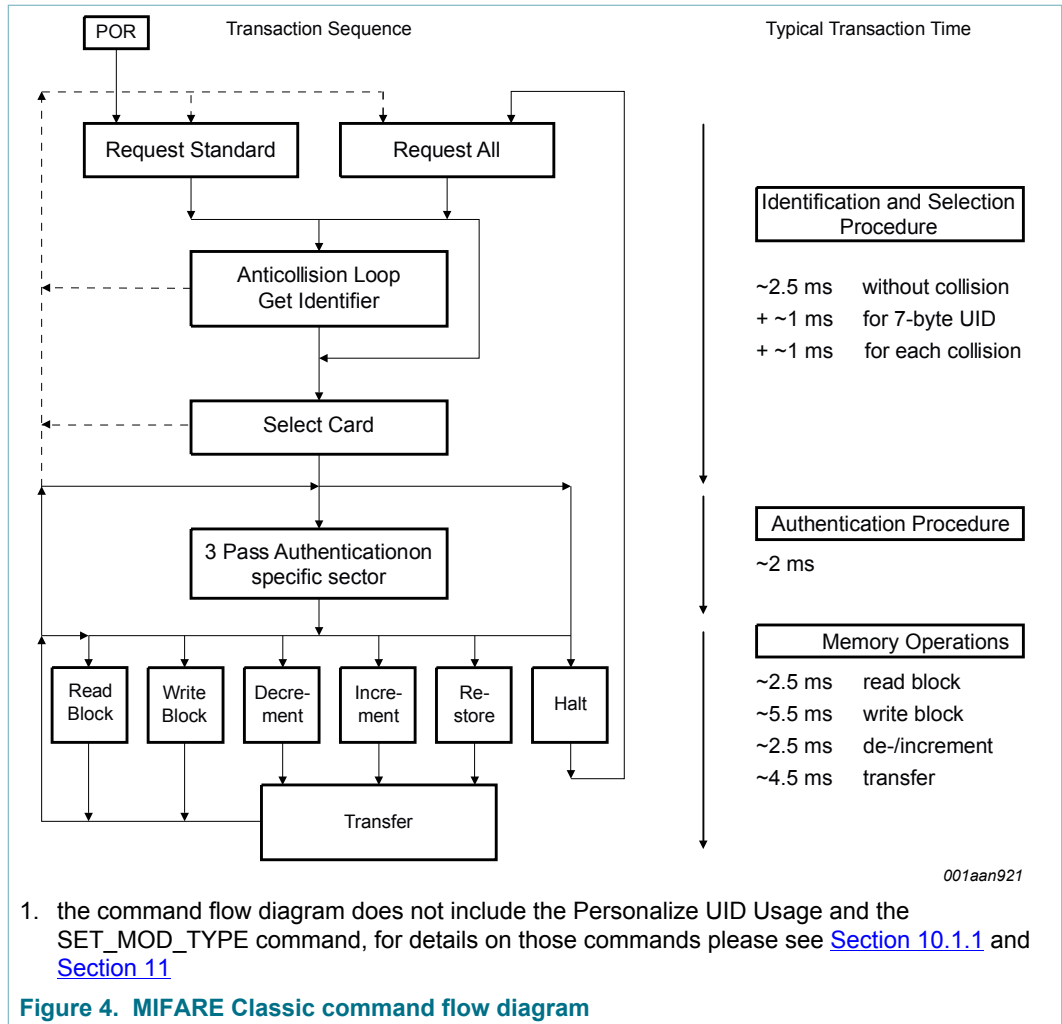 POR
Transaction Sequence
Typical Transaction Time
Request Standard
Request All
Identification and Selection
Procedure
Anticollision Loop
Get Identifier
~2.5 ms without collision
+ ~1 ms for 7-byte UID
+ ~1 ms for each collision
Select Card
Authentication Procedure
3 Pass Authenticationon
specific sector
~2 ms
Memory Operations
Read
Block
Write
Block
Decre-
ment
Incre-
ment
Re-
store
Halt
~2.5 ms read block
~5.5 ms write block
~2.5 ms de-/increment
~4.5 ms transfer
Transfer
001aan921
1. the command flow diagram does not include the Personalize UID Usage and the
SET_MOD_TYPE command, for details on those commands please see Section 10.1.1 and
Section 11
Figure 4. MIFARE Classic command flow diagram